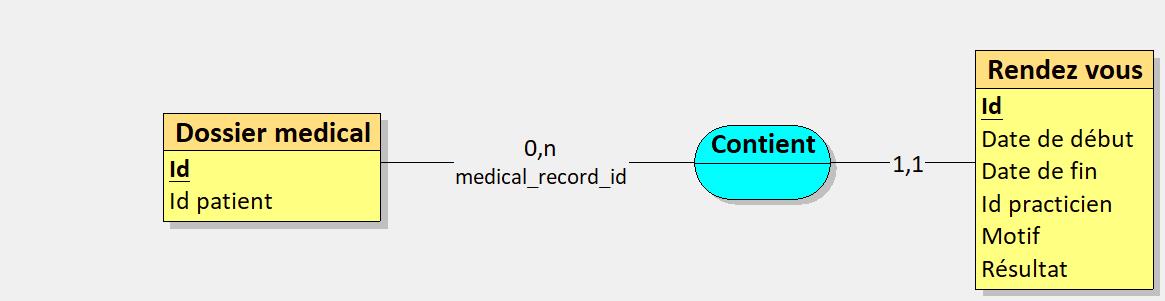 Dossier medical
Id
Id patient
0,n
medical_record_id
Contient
1,1
Rendez vous
Id
Date de début
Date de fin
Id practicien
Motif
Résultat